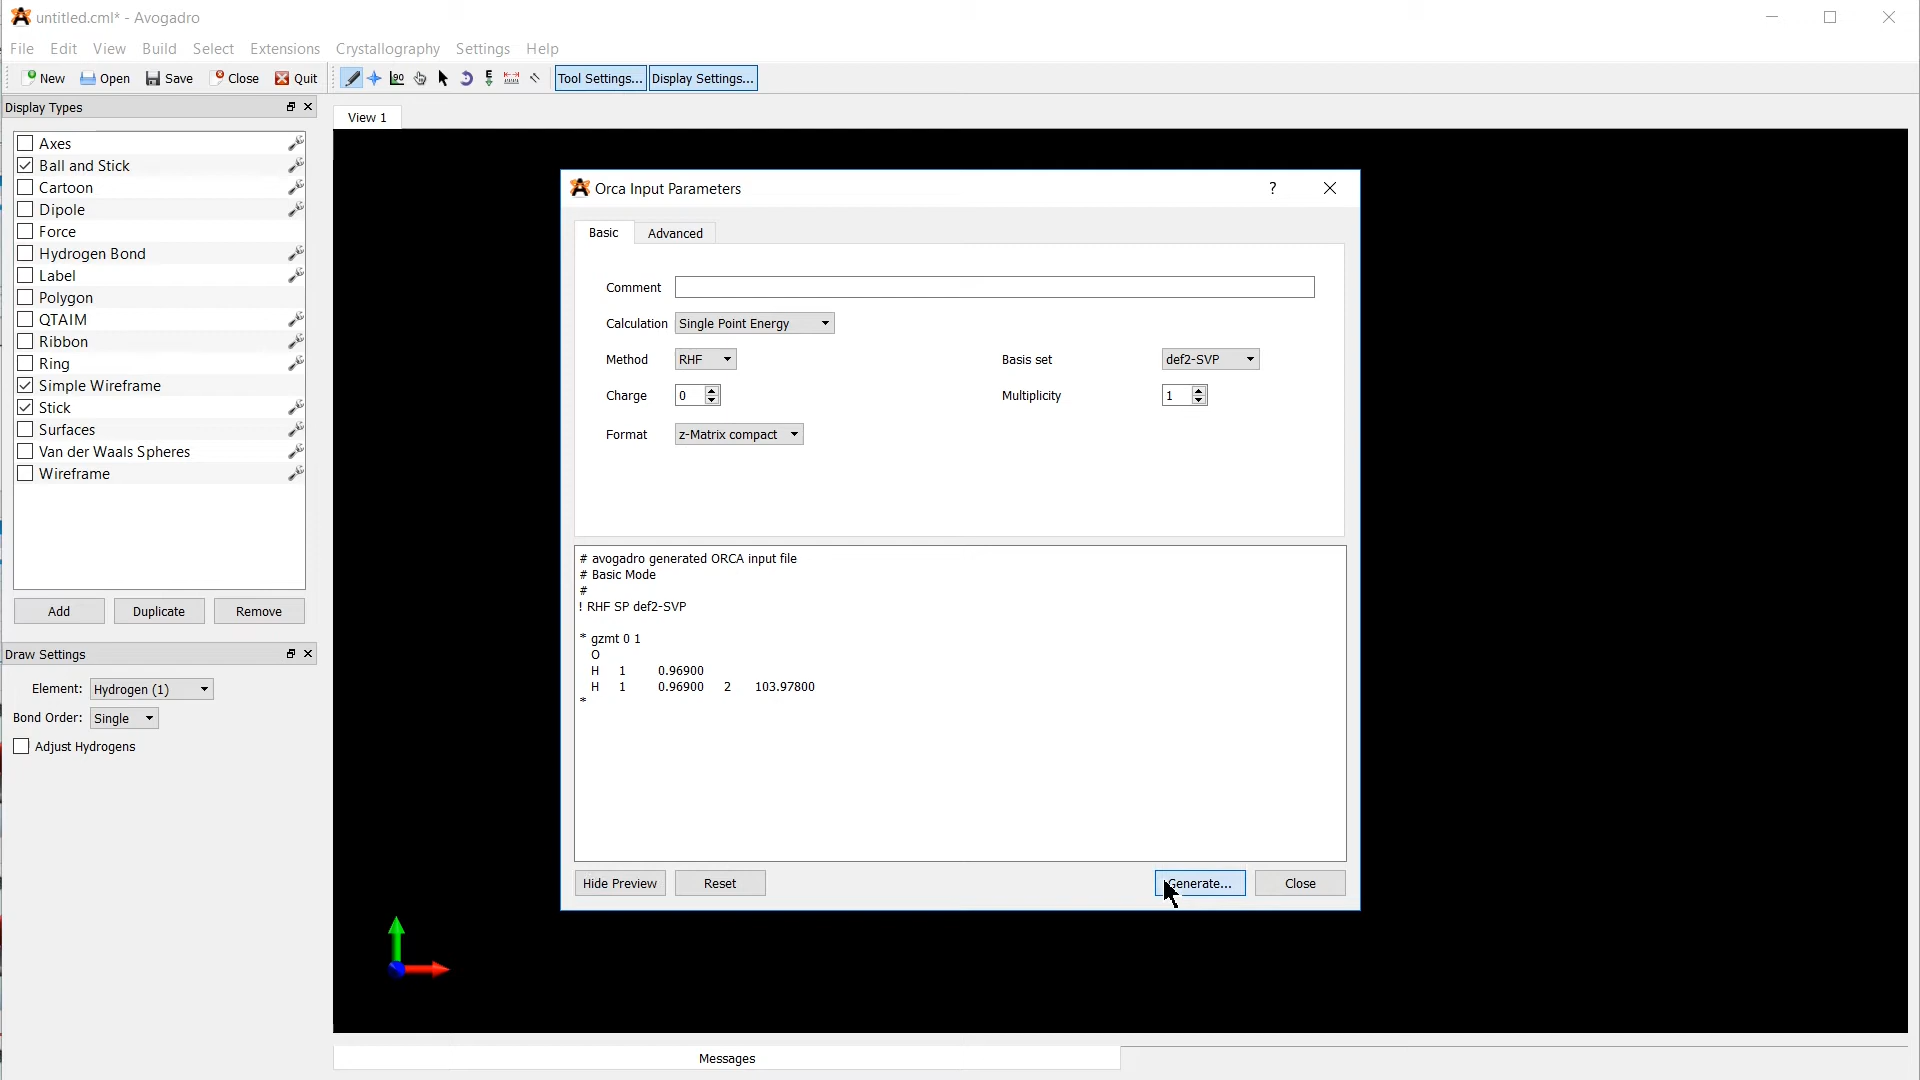 untitled.cml* - Avogadro
File Edit View Build Select Extensions Crystallography Settings Help
New Open Save Close Quit Tool Settings... Display Settings...
Display Types
Axes
Ball and Stick
Cartoon
Dipole
Force
Hydrogen Bond
Label
Polygon
QTAIM
Ribbon
Ring
Simple Wireframe
Stick
Surfaces
Van der Waals Spheres
Wireframe
Add Duplicate Remove
Draw Settings
Element: Hydrogen (1)
Bond Order: Single
Adjust Hydrogens
View 1
Orca Input Parameters ?
Basic Advanced
Comment
Calculation Single Point Energy
Method RHF Basis set def2-SVP
Charge 0 Multiplicity 1
Format z-Matrix compact
# avogadro generated ORCA input file
# Basic Mode
#
! RHF SP def2-SVP
* gzmt 0 1
O
H 1 0.96900
H 1 0.96900 2 103.97800
*
Hide Preview Reset Generate... Close
Messages